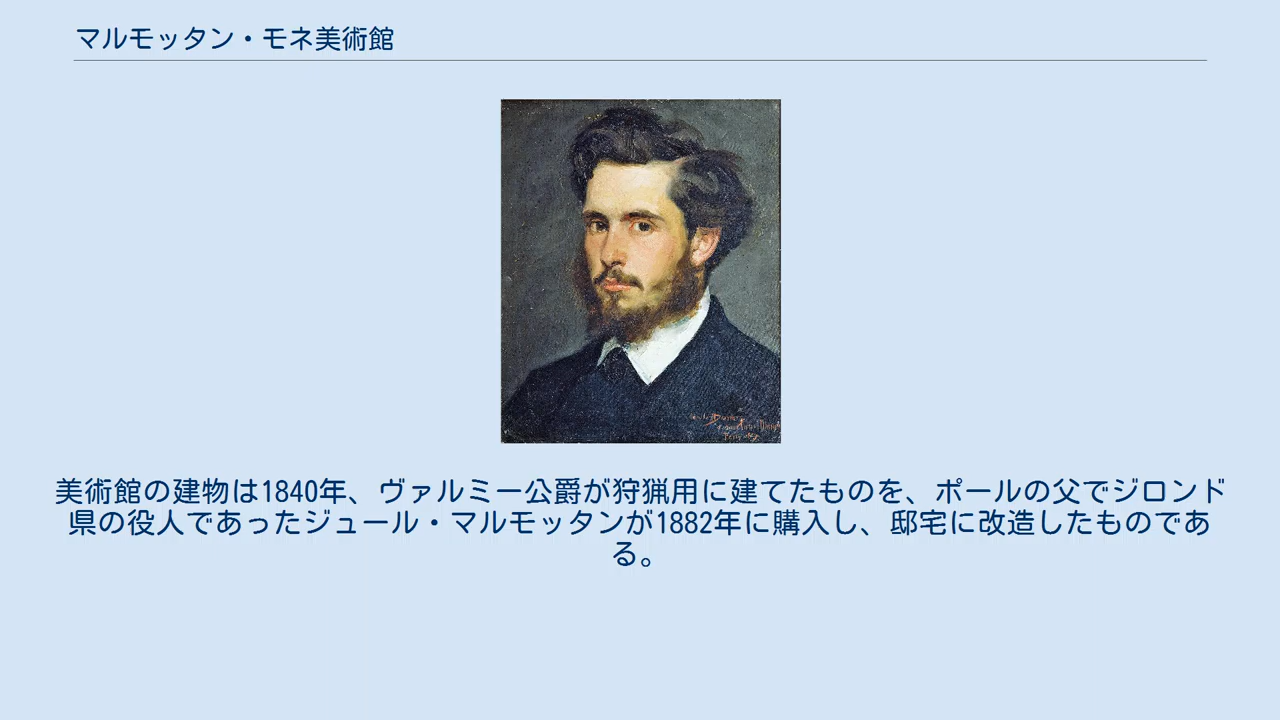 マルモッタン・モネ美術館
美術館の建物は1840年、ヴァルミー公爵が狩猟用に建てたものを、ポールの父でジロンド
県の役人であったジュール・マルモッタンが1882年に購入し、邸宅に改造したものであ
る。